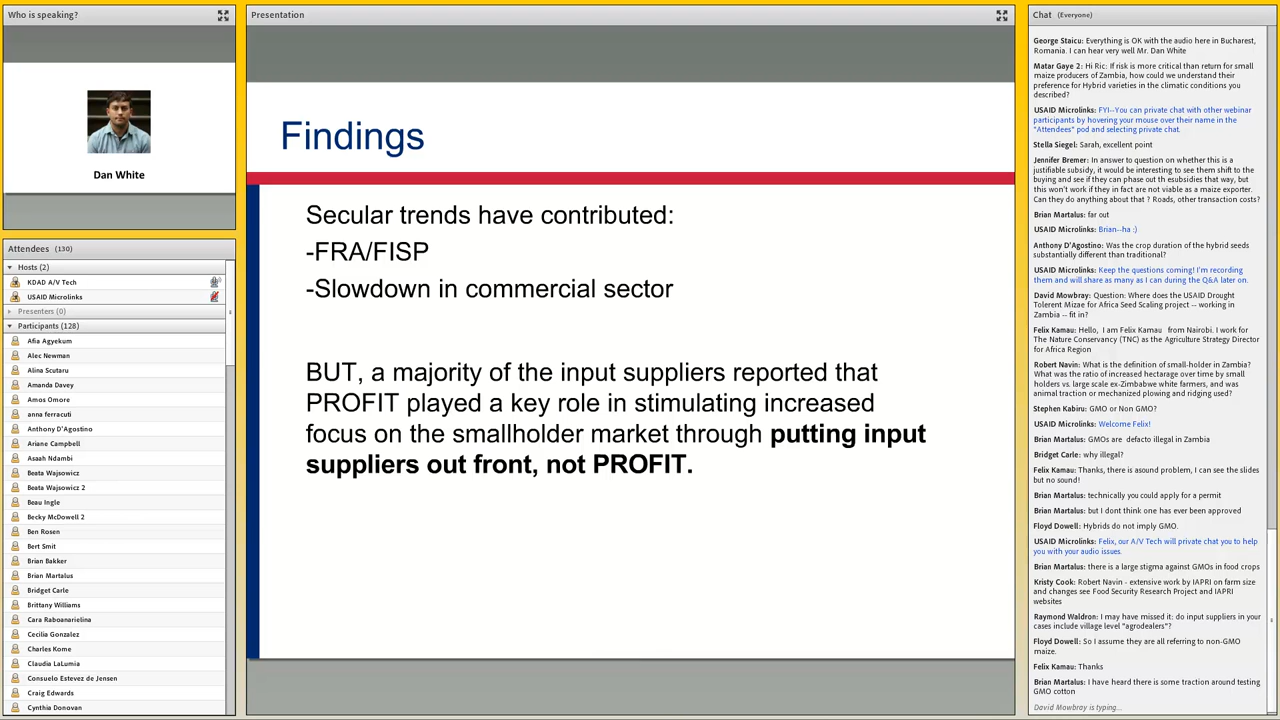 Who is speaking?
Dan White
Attendees (130)
Hosts (2)
KDAD A/V Tech
USAID Microlinks
Presenters (0)
Participants (128)
Afia Agyekum
Alec Newman
Alina Scutaru
Amanda Davey
Amos Omore
anna ferracuti
Anthony D'Agostino
Ariane Campbell
Asaah Ndambi
Beata Wajsowicz
Beata Wajsowicz 2
Beau Ingle
Becky McDowell 2
Ben Rosen
Bert Smit
Brian Bakker
Brian Martalus
Bridget Carle
Brittany Williams
Cara Raboanarielina
Cecilia Gonzalez
Charles Kome
Claudia LaLumia
Consuelo Estevez de Jensen
Craig Edwards
Cynthia Donovan
Presentation
Findings
Secular trends have contributed:
-FRA/FISP
-Slowdown in commercial sector
BUT, a majority of the input suppliers reported that
PROFIT played a key role in stimulating increased
focus on the smallholder market through putting input
suppliers out front, not PROFIT.
Chat (Everyone)
George Staicu: Everything is OK with the audio here in Bucharest,
Romania. I can hear very well Mr. Dan White
Matar Gaye 2: Hi Ric: If risk is more critical than return for small
maize producers of Zambia, how could we understand their
preference for Hybrid varieties in the climatic conditions you
described?
USAID Microlinks: FYI--You can private chat with other webinar
participants by hovering your mouse over their name in the
"Attendees" pod and selecting private chat.
Stella Siegel: Sarah, excellent point
Jennifer Bremer: In answer to question on whether this is a
justifiable subsidy, it would be interesting to see them shift to the
buying and see if they can phase out th esubsidies that way, but
this won't work if they in fact are not viable as a maize exporter.
Can they do anything about that ? Roads, other transaction costs?
Brian Martalus: far out
USAID Microlinks: Brian--ha :)
Anthony D'Agostino: Was the crop duration of the hybrid seeds
substantially different than traditional?
USAID Microlinks: Keep the questions coming! I'm recording
them and will share as many as I can during the Q&A later on.
David Mowbray: Question: Where does the USAID Drought
Tolerent Mizae for Africa Seed Scaling project -- working in
Zambia -- fit in?
Felix Kamau: Hello, I am Felix Kamau from Nairobi. I work for
The Nature Conservancy (TNC) as the Agriculture Strategy Director
for Africa Region
Robert Navin: What is the definition of small-holder in Zambia?
What was the ratio of increased hectarage over time by small
holders vs. large scale ex-Zimbabwe white farmers, and was
animal traction or mechanized plowing and ridging used?
Stephen Kabiru: GMO or Non GMO?
USAID Microlinks: Welcome Felix!
Brian Martalus: GMOs are defacto illegal in Zambia
Bridget Carle: why illegal?
Felix Kamau: Thanks, there is asound problem, I can see the slides
but no sound!
Brian Martalus: technically you could apply for a permit
Brian Martalus: but I dont think one has ever been approved
Floyd Dowell: Hybrids do not imply GMO.
USAID Microlinks: Felix, our A/V Tech will private chat you to help
you with your audio issues.
Brian Martalus: there is a large stigma against GMOs in food crops
Kristy Cook: Robert Navin - extensive work by IAPRI on farm size
and changes see Food Security Research Project and IAPRI
websites
Raymond Waldron: I may have missed it: do input suppliers in your
cases include village level "agrodealers"?
Floyd Dowell: So I assume they are all referring to non-GMO
maize.
Felix Kamau: Thanks
Brian Martalus: I have heard there is some traction around testing
GMO cotton
David Mowbray is typing...